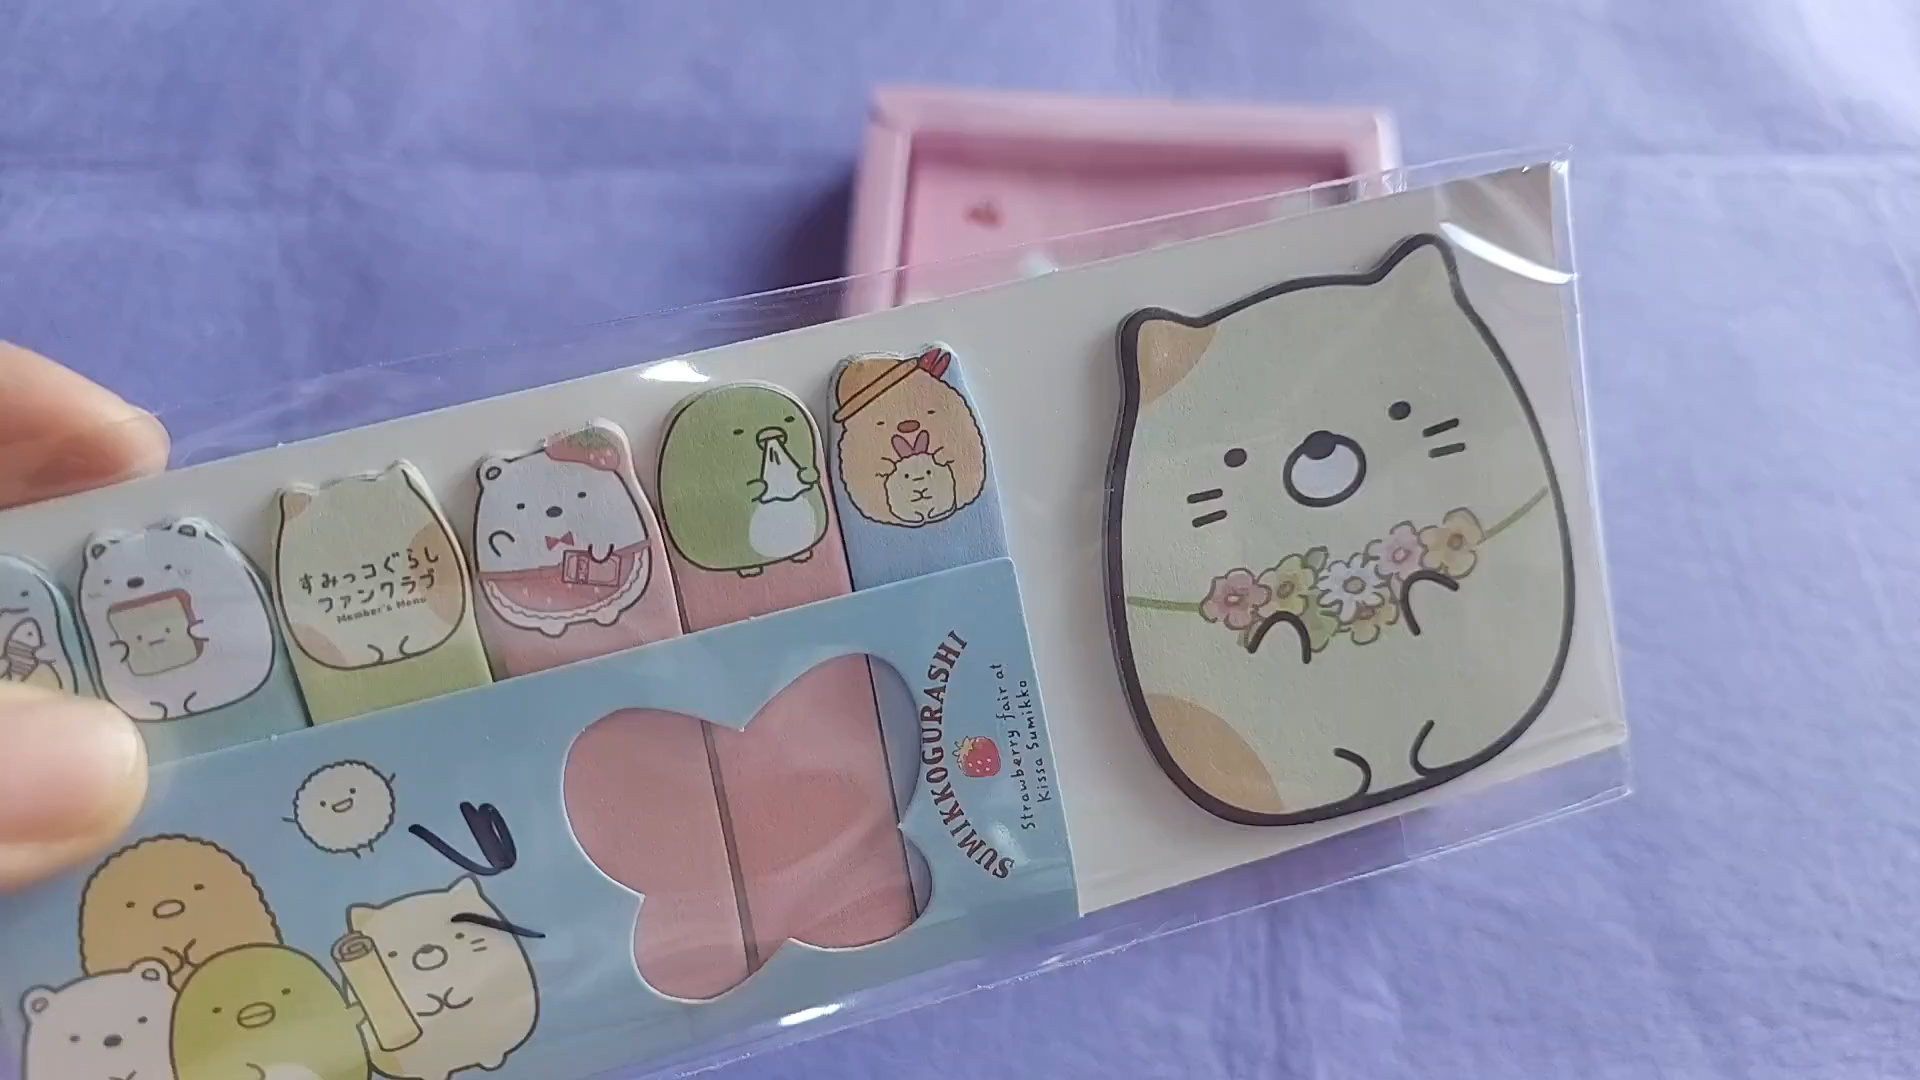 すみっコぐらし
ファンクラブ
Member's Menu
SUMIKKOGURASHI
Strawberry fair at
Kissa Sumikko